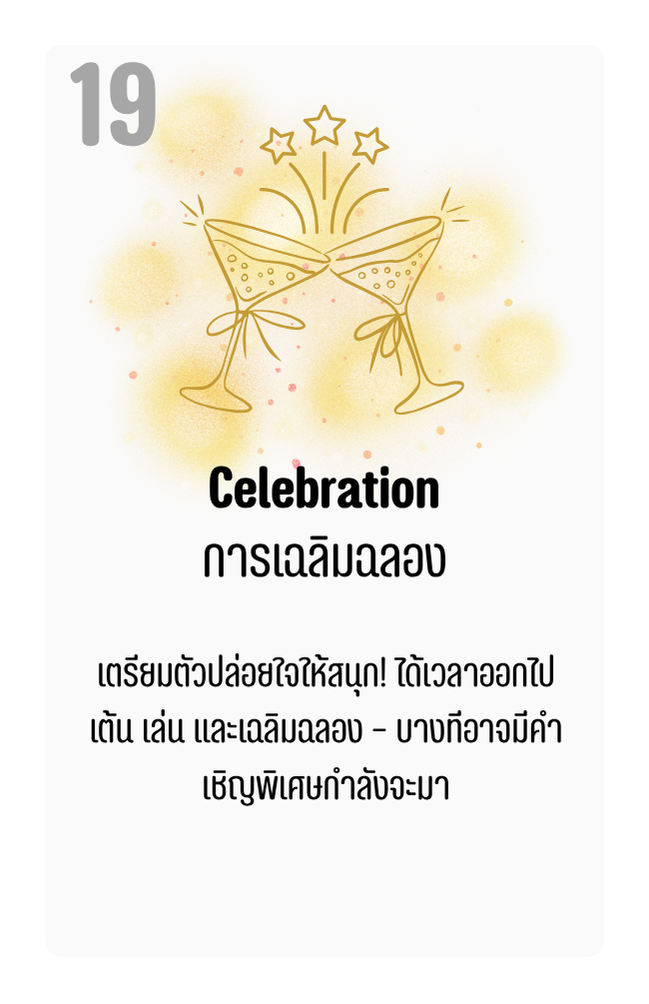 19
Celebration
การเฉลิมฉลอง
เตรียมตัวปล่อยใจให้สนุก! ได้เวลาออกไป
เต้น เล่น และเฉลิมฉลอง - บางทีอาจมีคำ
เชิญพิเศษกำลังจะมา